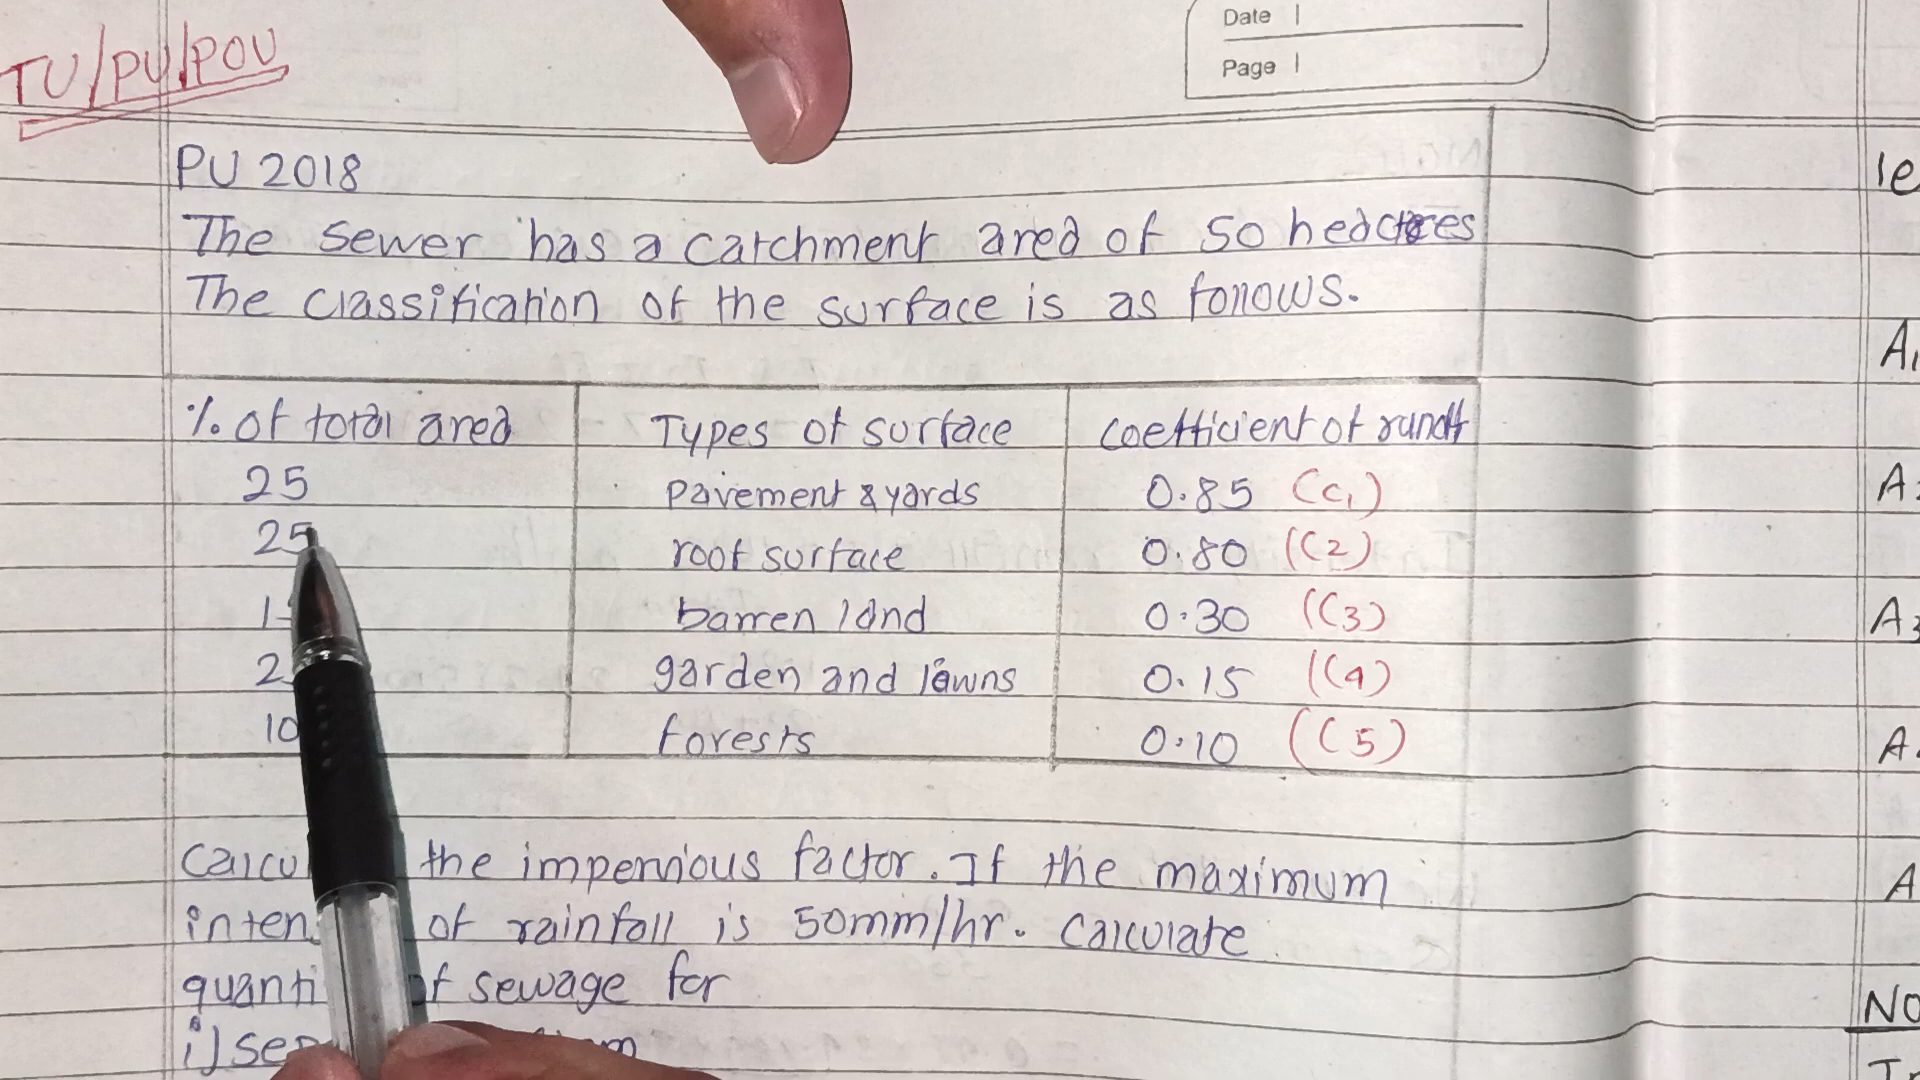 TU/PU/POU
Date
Page
PU 2018
The sewer has a catchment area of 50 hectares
The classification of the surface is as follows.
% of total area Types of surface coefficient of runoff
25 pavement & yards 0.85 (C1)
25 roof surface 0.80 (C2)
barren land 0.30 (C3)
garden and lawns 0.15 (C4)
10 forests 0.10 (C5)
the impervious factor. If the maximum
of rainfall is 50mm/hr. Calculate
of sewage for
i)